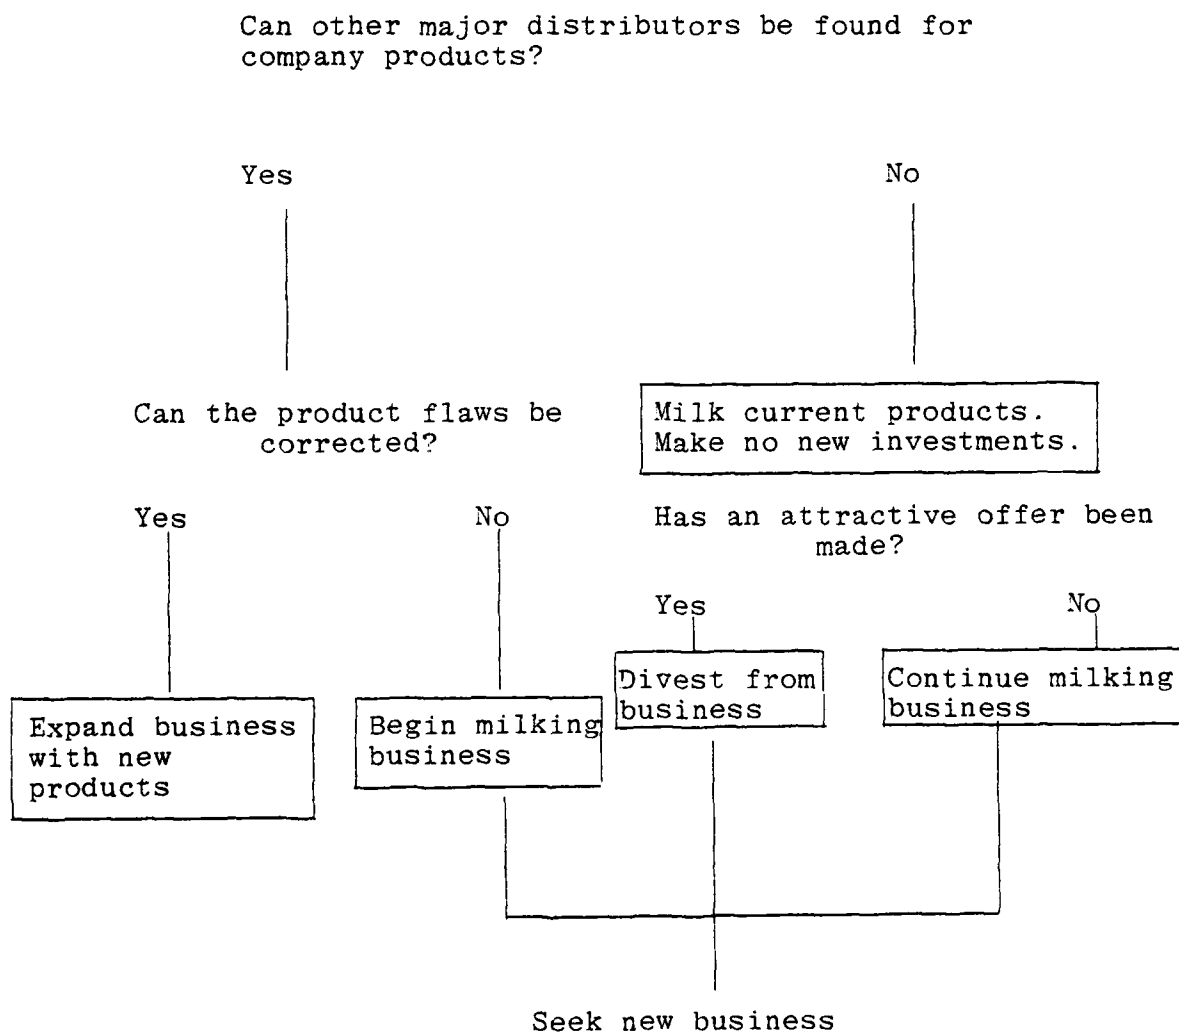 Can other major distributors be found for
company products?
Yes
No
Can the product flaws be
corrected?
Milk current products.
Make no new investments.
Yes
No
Has an attractive offer been
made?
Yes
No
Expand business
with new
products
Begin milking
business
Divest from
business
Continue milking
business
Seek new business